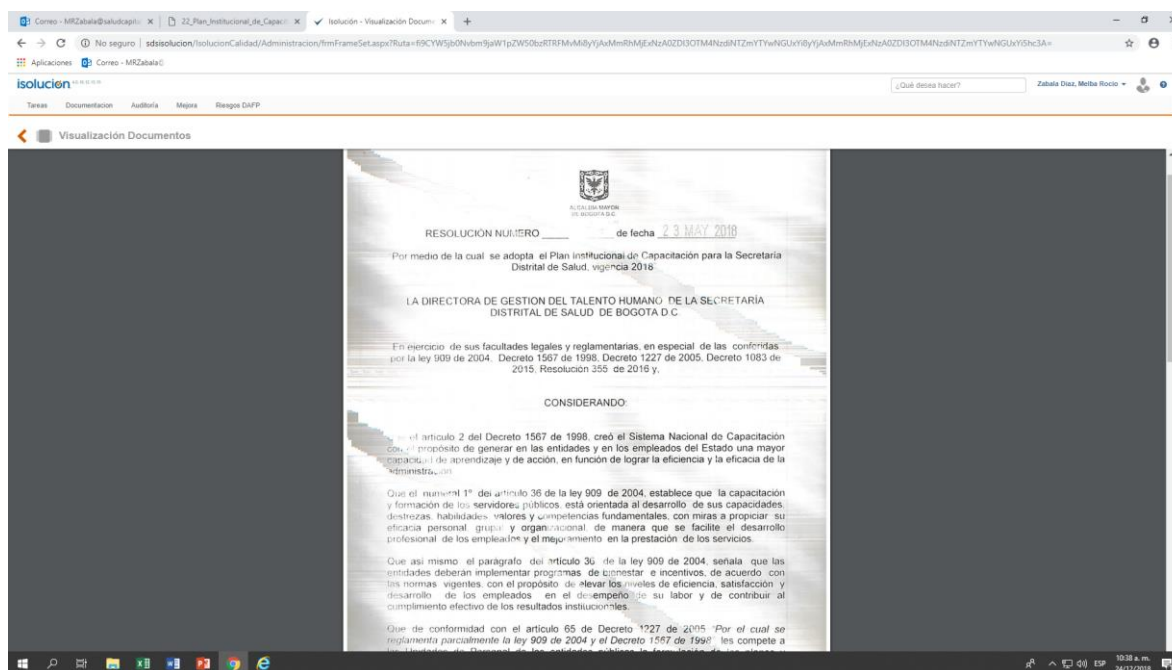 Correo - MRZabala@saludcapital
22_Plan_Institucional_de_Capacit
Isolución - Visualización Docume
No seguro
Aplicaciones
Correo - MRZabala
isolución
¿Qué desea hacer?
Zabala Diaz, Melba Rocio
Tareas Documentacion Auditoría Mejora Riesgos DAFP
Visualización Documentos
ALCALDIA MAYOR
DE BOGOTA D.C.
RESOLUCIÓN NUMERO de fecha 23 MAY 2018
Por medio de la cual se adopta el Plan institucional de Capacitación para la Secretaría
Distrital de Salud, vigencia 2018
LA DIRECTORA DE GESTION DEL TALENTO HUMANO DE LA SECRETARÍA
DISTRITAL DE SALUD DE BOGOTA D.C
En ejercicio de sus facultades legales y reglamentarias, en especial de las conferidas
por la ley 909 de 2004, Decreto 1567 de 1998, Decreto 1227 de 2005, Decreto 1083 de
2015, Resolución 355 de 2016 y,
CONSIDERANDO:
el artículo 2 del Decreto 1567 de 1998, creó el Sistema Nacional de Capacitación
con el propósito de generar en las entidades y en los empleados del Estado una mayor
capacidad de aprendizaje y de acción, en función de lograr la eficiencia y la eficacia de la
administración
Que el numeral 1° del artículo 36 de la ley 909 de 2004, establece que la capacitación
y formación de los servidores públicos, está orientada al desarrollo de sus capacidades,
destrezas, habilidades, valores y competencias fundamentales, con miras a propiciar su
eficacia personal, grupal y organizacional, de manera que se facilite el desarrollo
profesional de los empleados y el mejoramiento en la prestación de los servicios.
Que así mismo el parágrafo del artículo 36 de la ley 909 de 2004, señala que las
entidades deberán implementar programas de bienestar e incentivos, de acuerdo con
las normas vigentes, con el propósito de elevar los niveles de eficiencia, satisfacción y
desarrollo de los empleados en el desempeño de su labor y de contribuir al
cumplimiento efectivo de los resultados institucionales.
Que de conformidad con el artículo 65 de Decreto 1227 de 2005 "Por el cual se
reglamenta parcialmente la ley 909 de 2004 y el Decreto 1567 de 1998" les compete a
ESP
10:38 a. m.
24/12/2018